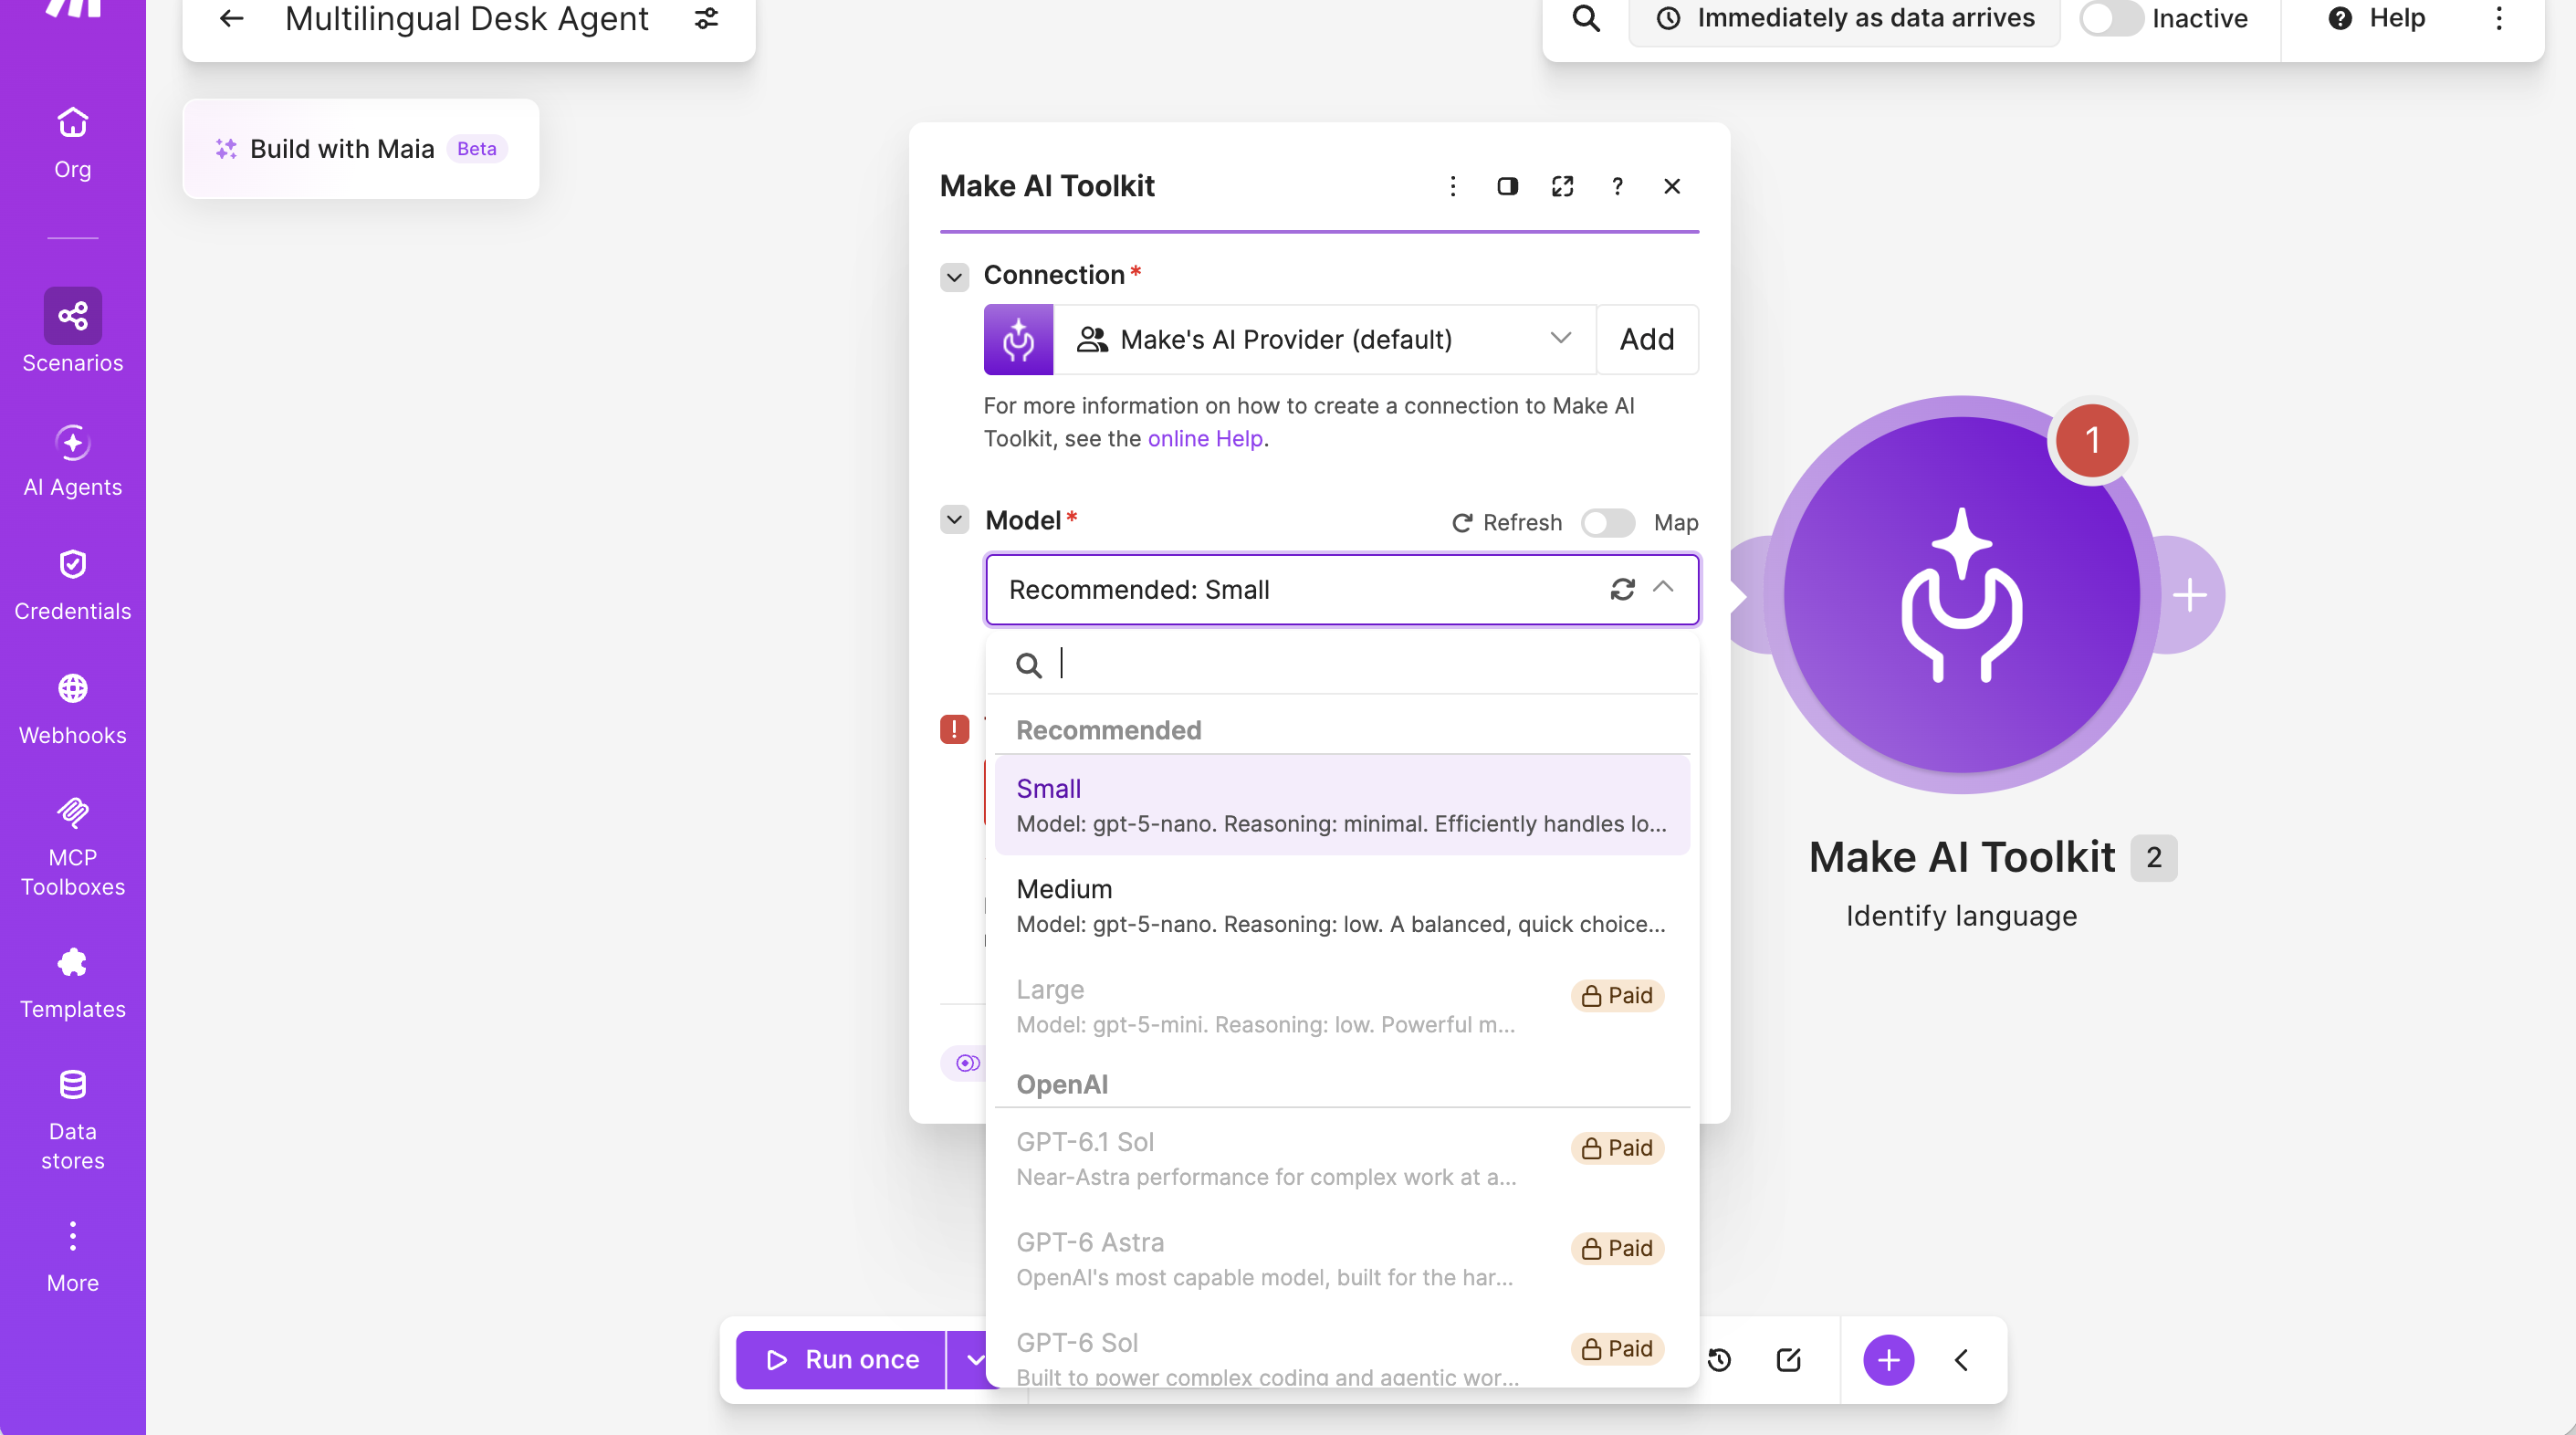 Multilingual Desk Agent
Immediately as data arrives
Inactive
Help
Org
Scenarios
AI Agents
Credentials
Webhooks
MCP
Toolboxes
Templates
Data
stores
More
Build with Maia Beta
Make AI Toolkit
?
Connection*
Make's AI Provider (default)
Add
For more information on how to create a connection to Make AI
Toolkit, see the online Help.
Model*
Refresh
Map
Recommended: Small
Recommended
Small
Model: gpt-5-nano. Reasoning: minimal. Efficiently handles lo...
Medium
Model: gpt-5-nano. Reasoning: low. A balanced, quick choice...
Large
Paid
Model: gpt-5-mini. Reasoning: low. Powerful m...
OpenAI
GPT-6.1 Sol
Paid
Near-Astra performance for complex work at a...
GPT-6 Astra
Paid
OpenAI's most capable model, built for the har...
GPT-6 Sol
Paid
Built to power complex coding and agentic wor...
Run once
1
Make AI Toolkit 2
Identify language